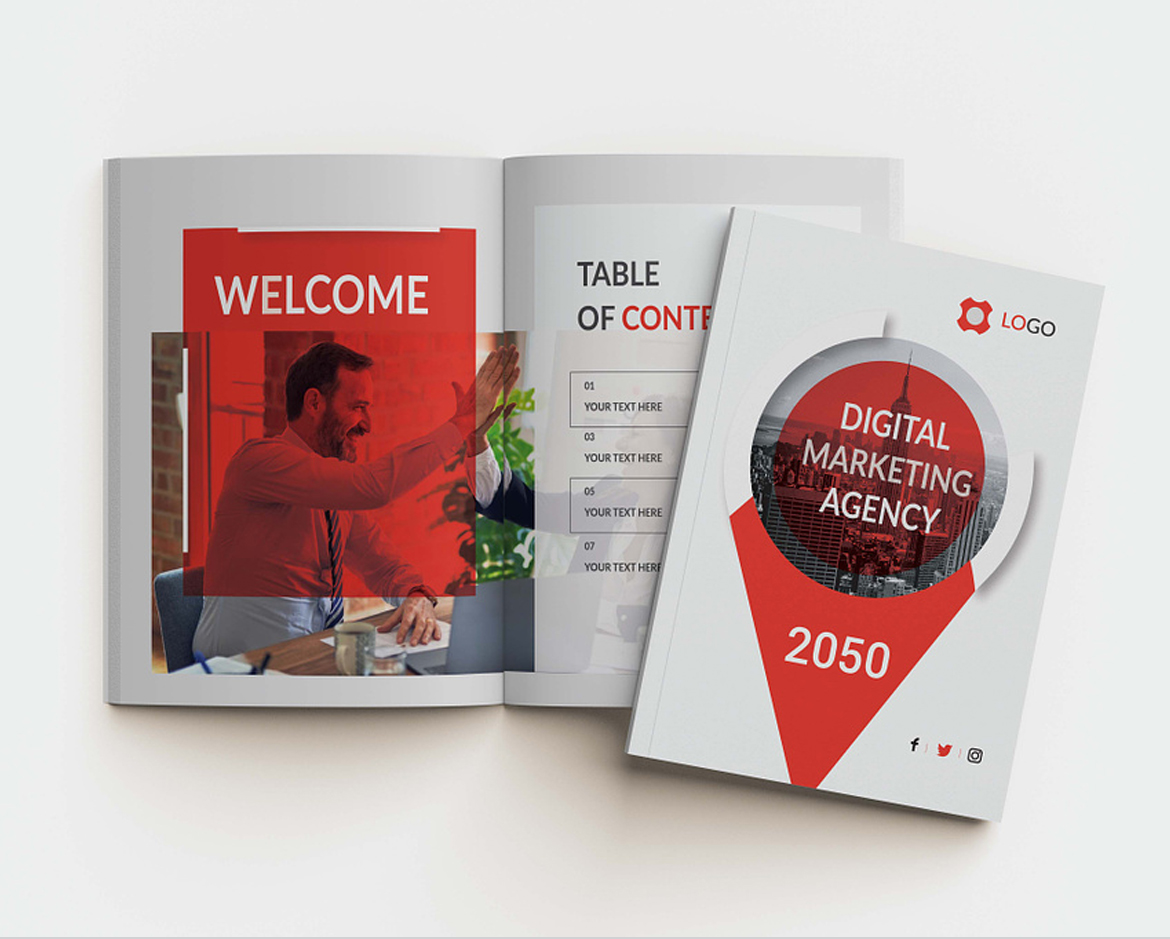 WELCOME
TABLE
OF CONTE
01
YOUR TEXT HERE
03
YOUR TEXT HERE
05
YOUR TEXT HERE
07
YOUR TEXT HERE
LOGO
DIGITAL
MARKETING
AGENCY
2050